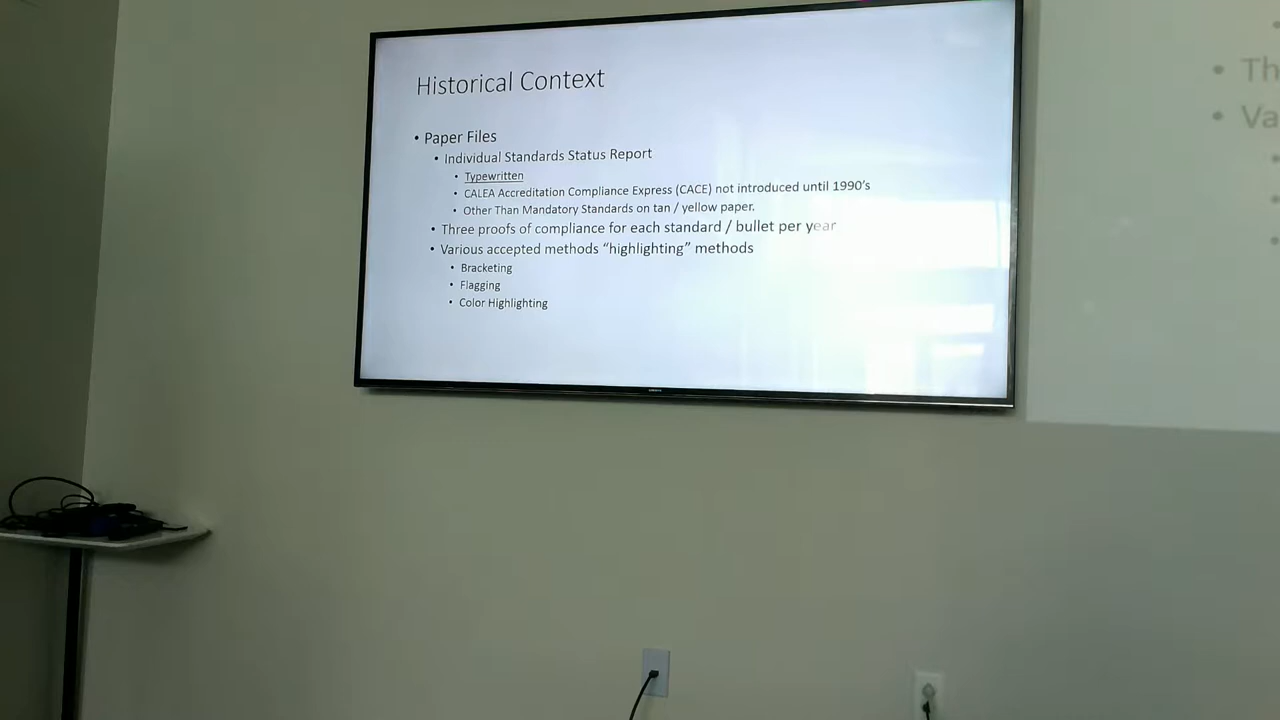 Historical Context
• Paper Files
• Individual Standards Status Report
• Typewritten
• CALEA Accreditation Compliance Express (CACE) not introduced until 1990's
• Other Than Mandatory Standards on tan / yellow paper.
• Three proofs of compliance for each standard / bullet per year
• Various accepted methods “highlighting” methods
• Bracketing
• Flagging
• Color Highlighting
• Th
• Va